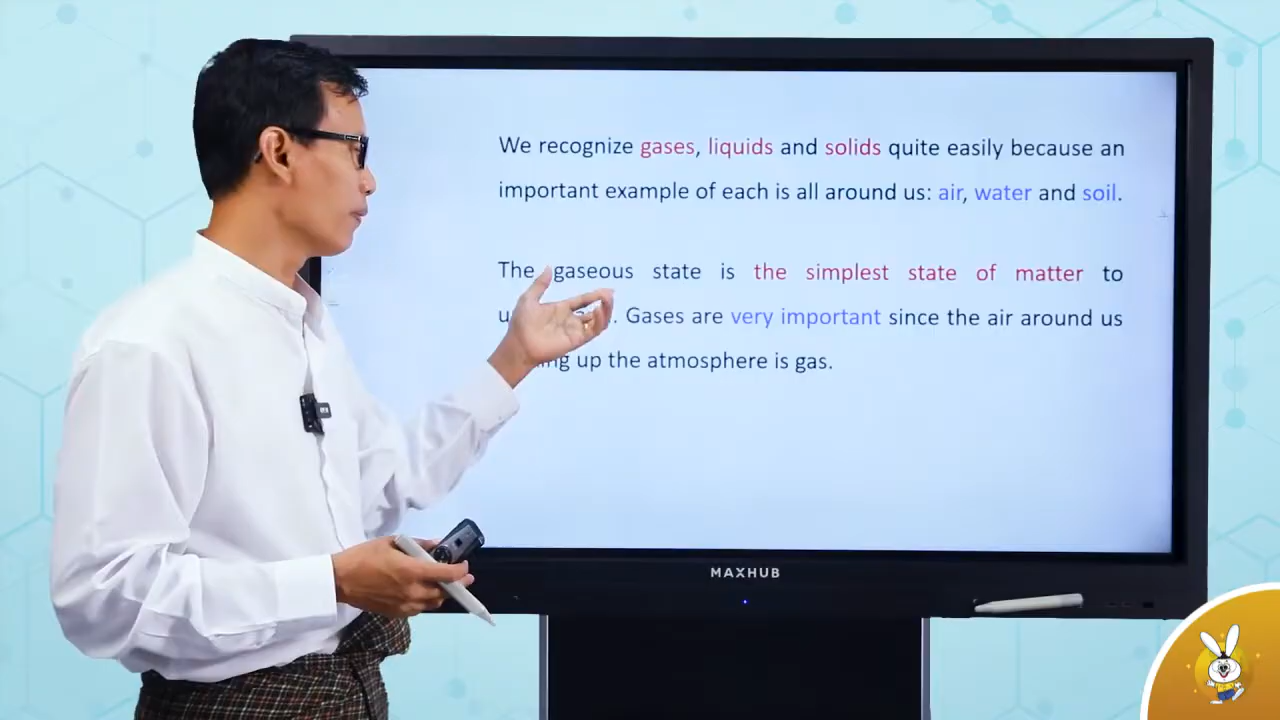 We recognize gases, liquids and solids quite easily because an
important example of each is all around us: air, water and soil.
The gaseous state is the simplest state of matter to
. Gases are very important since the air around us
up the atmosphere is gas.
MAXHUB